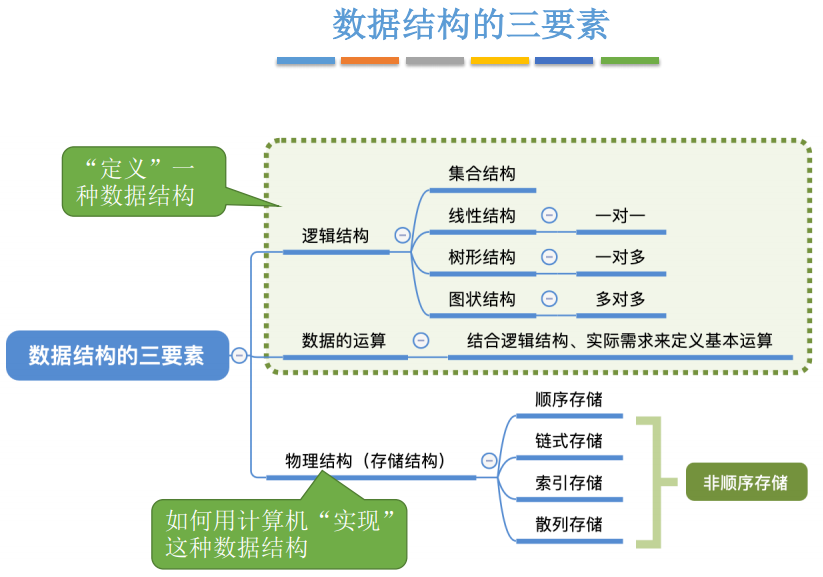 数据结构的三要素
“定义”一
种数据结构
集合结构
线性结构
一对一
逻辑结构
树形结构
一对多
图状结构
多对多
数据的运算
结合逻辑结构、实际需求来定义基本运算
数据结构的三要素
顺序存储
链式存储
物理结构（存储结构）
索引存储
非顺序存储
散列存储
如何用计算机“实现”
这种数据结构